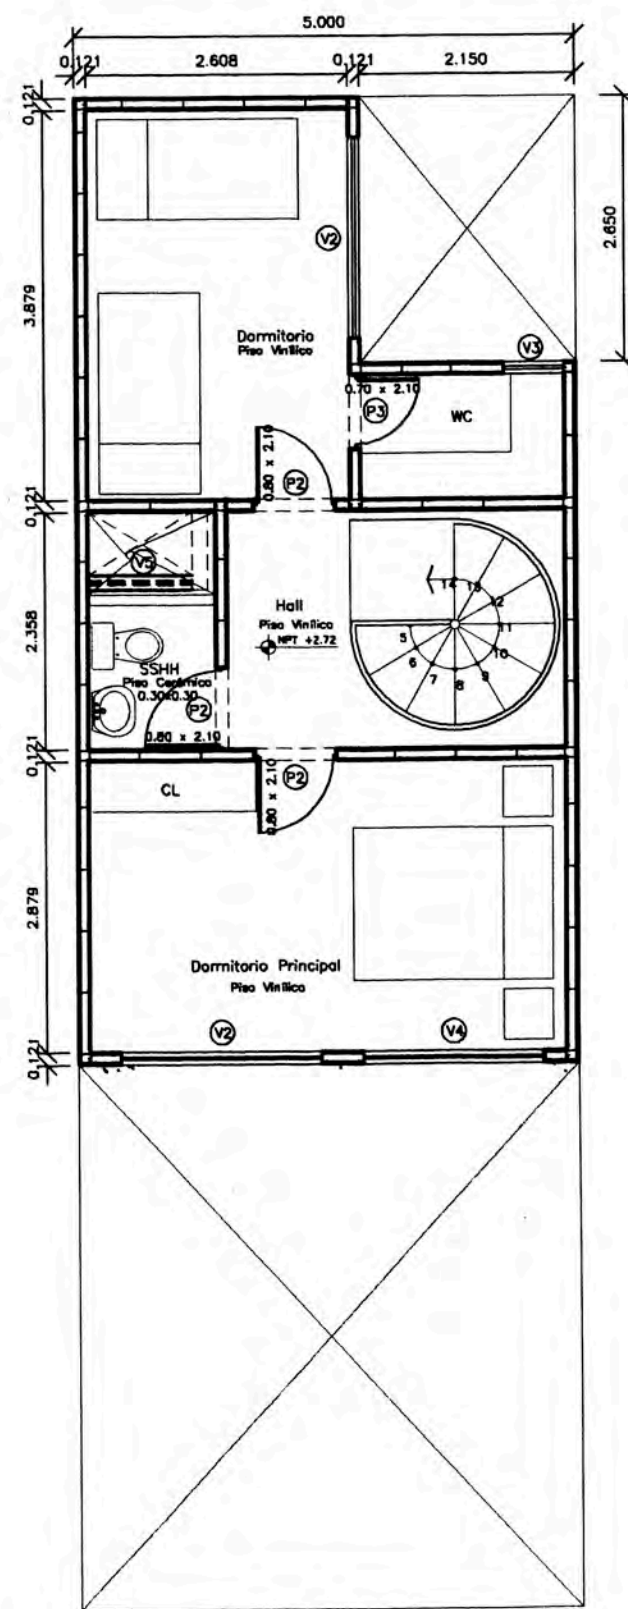 5.000
0.121
2.608
0.121
2.150
0.121
2.650
V2
3.879
Dormitorio
Piso Vinílico
V3
0.70 x 2.10
P3
WC
0.80 x 2.10
P2
0.121
V5
Hall
Piso Vinílico
NPT +2.72
14
13
12
11
10
9
8
7
6
5
2.358
SSHH
Piso Cerámico
0.30x0.30
P2
0.60 x 2.10
0.121
P2
0.80 x 2.10
CL
2.879
Dormitorio Principal
Piso Vinílico
V2
V4
0.121